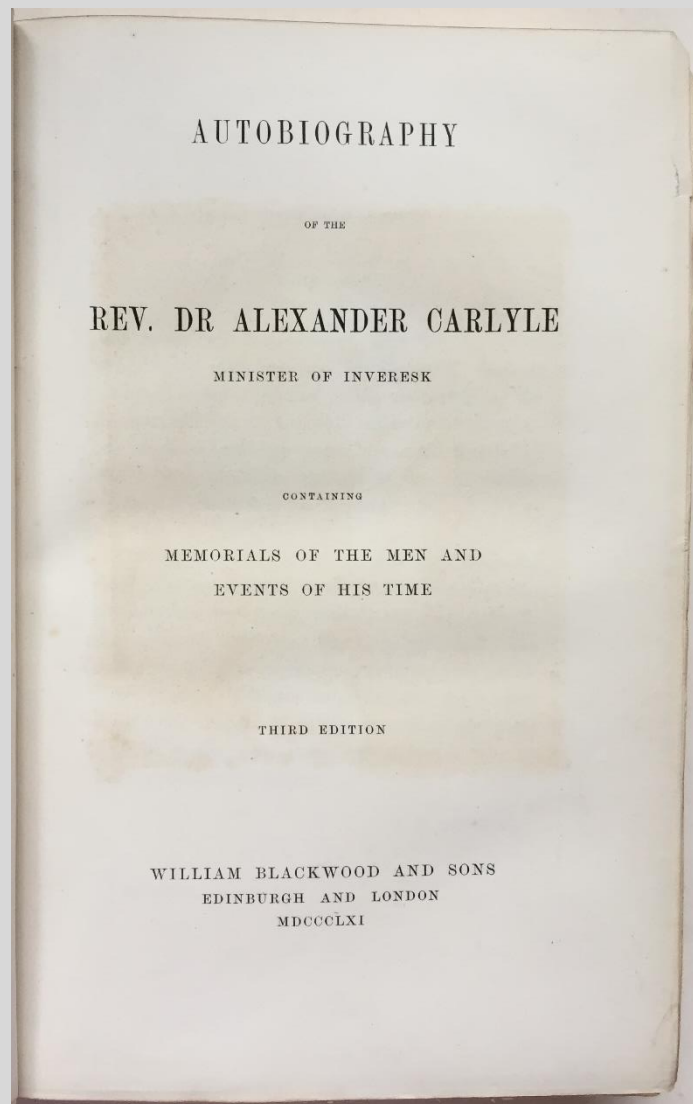 AUTOBIOGRAPHY
OF THE
REV. DR ALEXANDER CARLYLE
MINISTER OF INVERESK
CONTAINING
MEMORIALS OF THE MEN AND
EVENTS OF HIS TIME
THIRD EDITION
WILLIAM BLACKWOOD AND SONS
EDINBURGH AND LONDON
MDCCCLXI